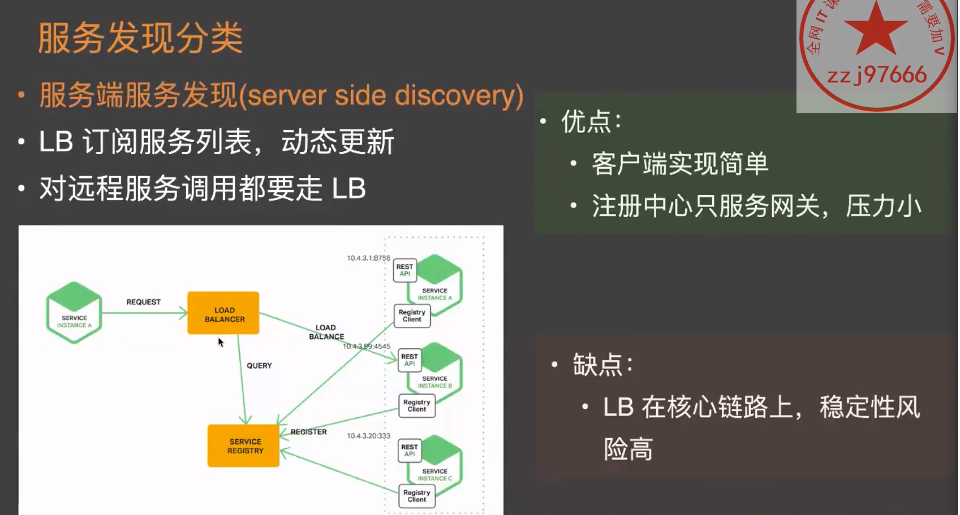 服务发现分类
全网IT课
需要加V
zzj97666
• 服务端服务发现(server side discovery)
• LB 订阅服务列表，动态更新
• 对远程服务调用都要走 LB
• 优点：
• 客户端实现简单
• 注册中心只服务网关，压力小
• 缺点：
• LB 在核心链路上，稳定性风
险高
SERVICE
INSTANCE A
REQUEST
LOAD
BALANCER
QUERY
LOAD
BALANCE
SERVICE
REGISTRY
REGISTER
10.4.3.1:8756
REST
API
SERVICE
INSTANCE A
Registry
Client
10.4.3.99:4545
REST
API
SERVICE
INSTANCE B
Registry
Client
10.4.3.20:333
REST
API
SERVICE
INSTANCE C
Registry
Client